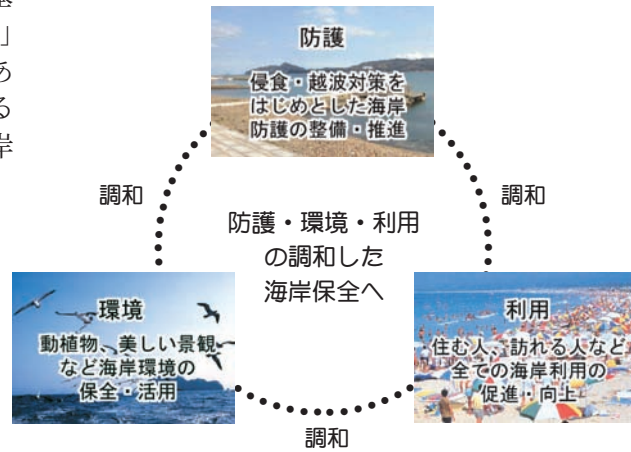 」
あ
る
岸
防護
侵食・越波対策を
はじめとした海岸
防護の整備・推進
調和
調和
防護・環境・利用
の調和した
海岸保全へ
環境
動植物、美しい景観
など海岸環境の
保全・活用
利用
住む人、訪れる人など
全ての海岸利用の
促進・向上
調和